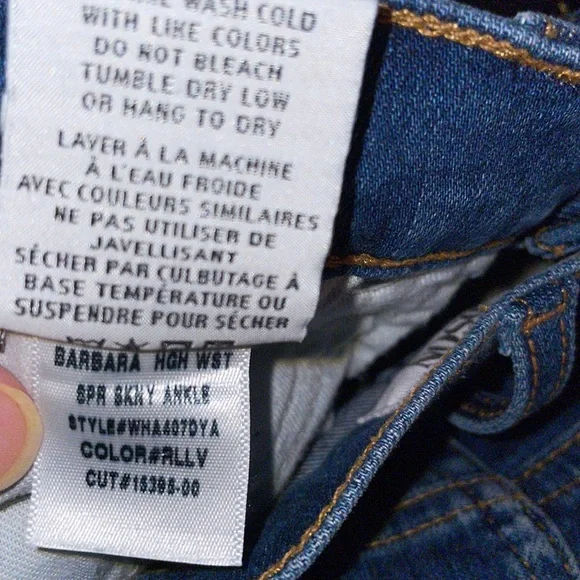 WASH COLD
WITH LIKE COLORS
DO NOT BLEACH
TUMBLE DRY LOW
OR HANG TO DRY
LAVER À LA MACHINE
À L'EAU FROIDE
AVEC COULEURS SIMILAIRES
NE PAS UTILISER DE
JAVELLISANT
SÉCHER PAR CULBUTAGE À
BASE TEMPÉRATURE OU
SUSPENDRE POUR SÉCHER
BARBARA HGH WST
SPR SKNY ANKLE
STYLE#WHA407DYA
COLOR#RLLV
CUT#15395-00